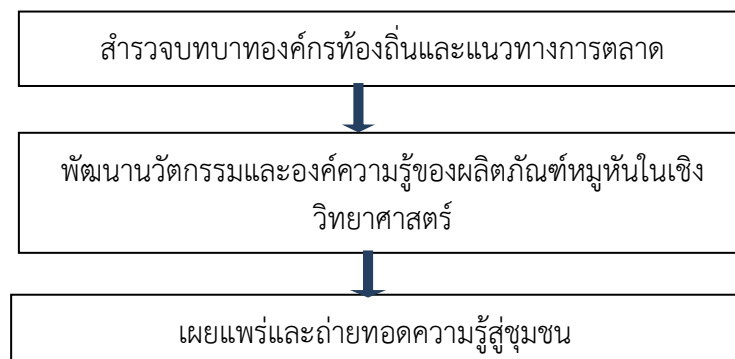 สำรวจบทบาทองค์กรท้องถิ่นและแนวทางการตลาด
พัฒนานวัตกรรมและองค์ความรู้ของผลิตภัณฑ์หมูหันในเชิง
วิทยาศาสตร์
เผยแพร่และถ่ายทอดความรู้สู่ชุมชน